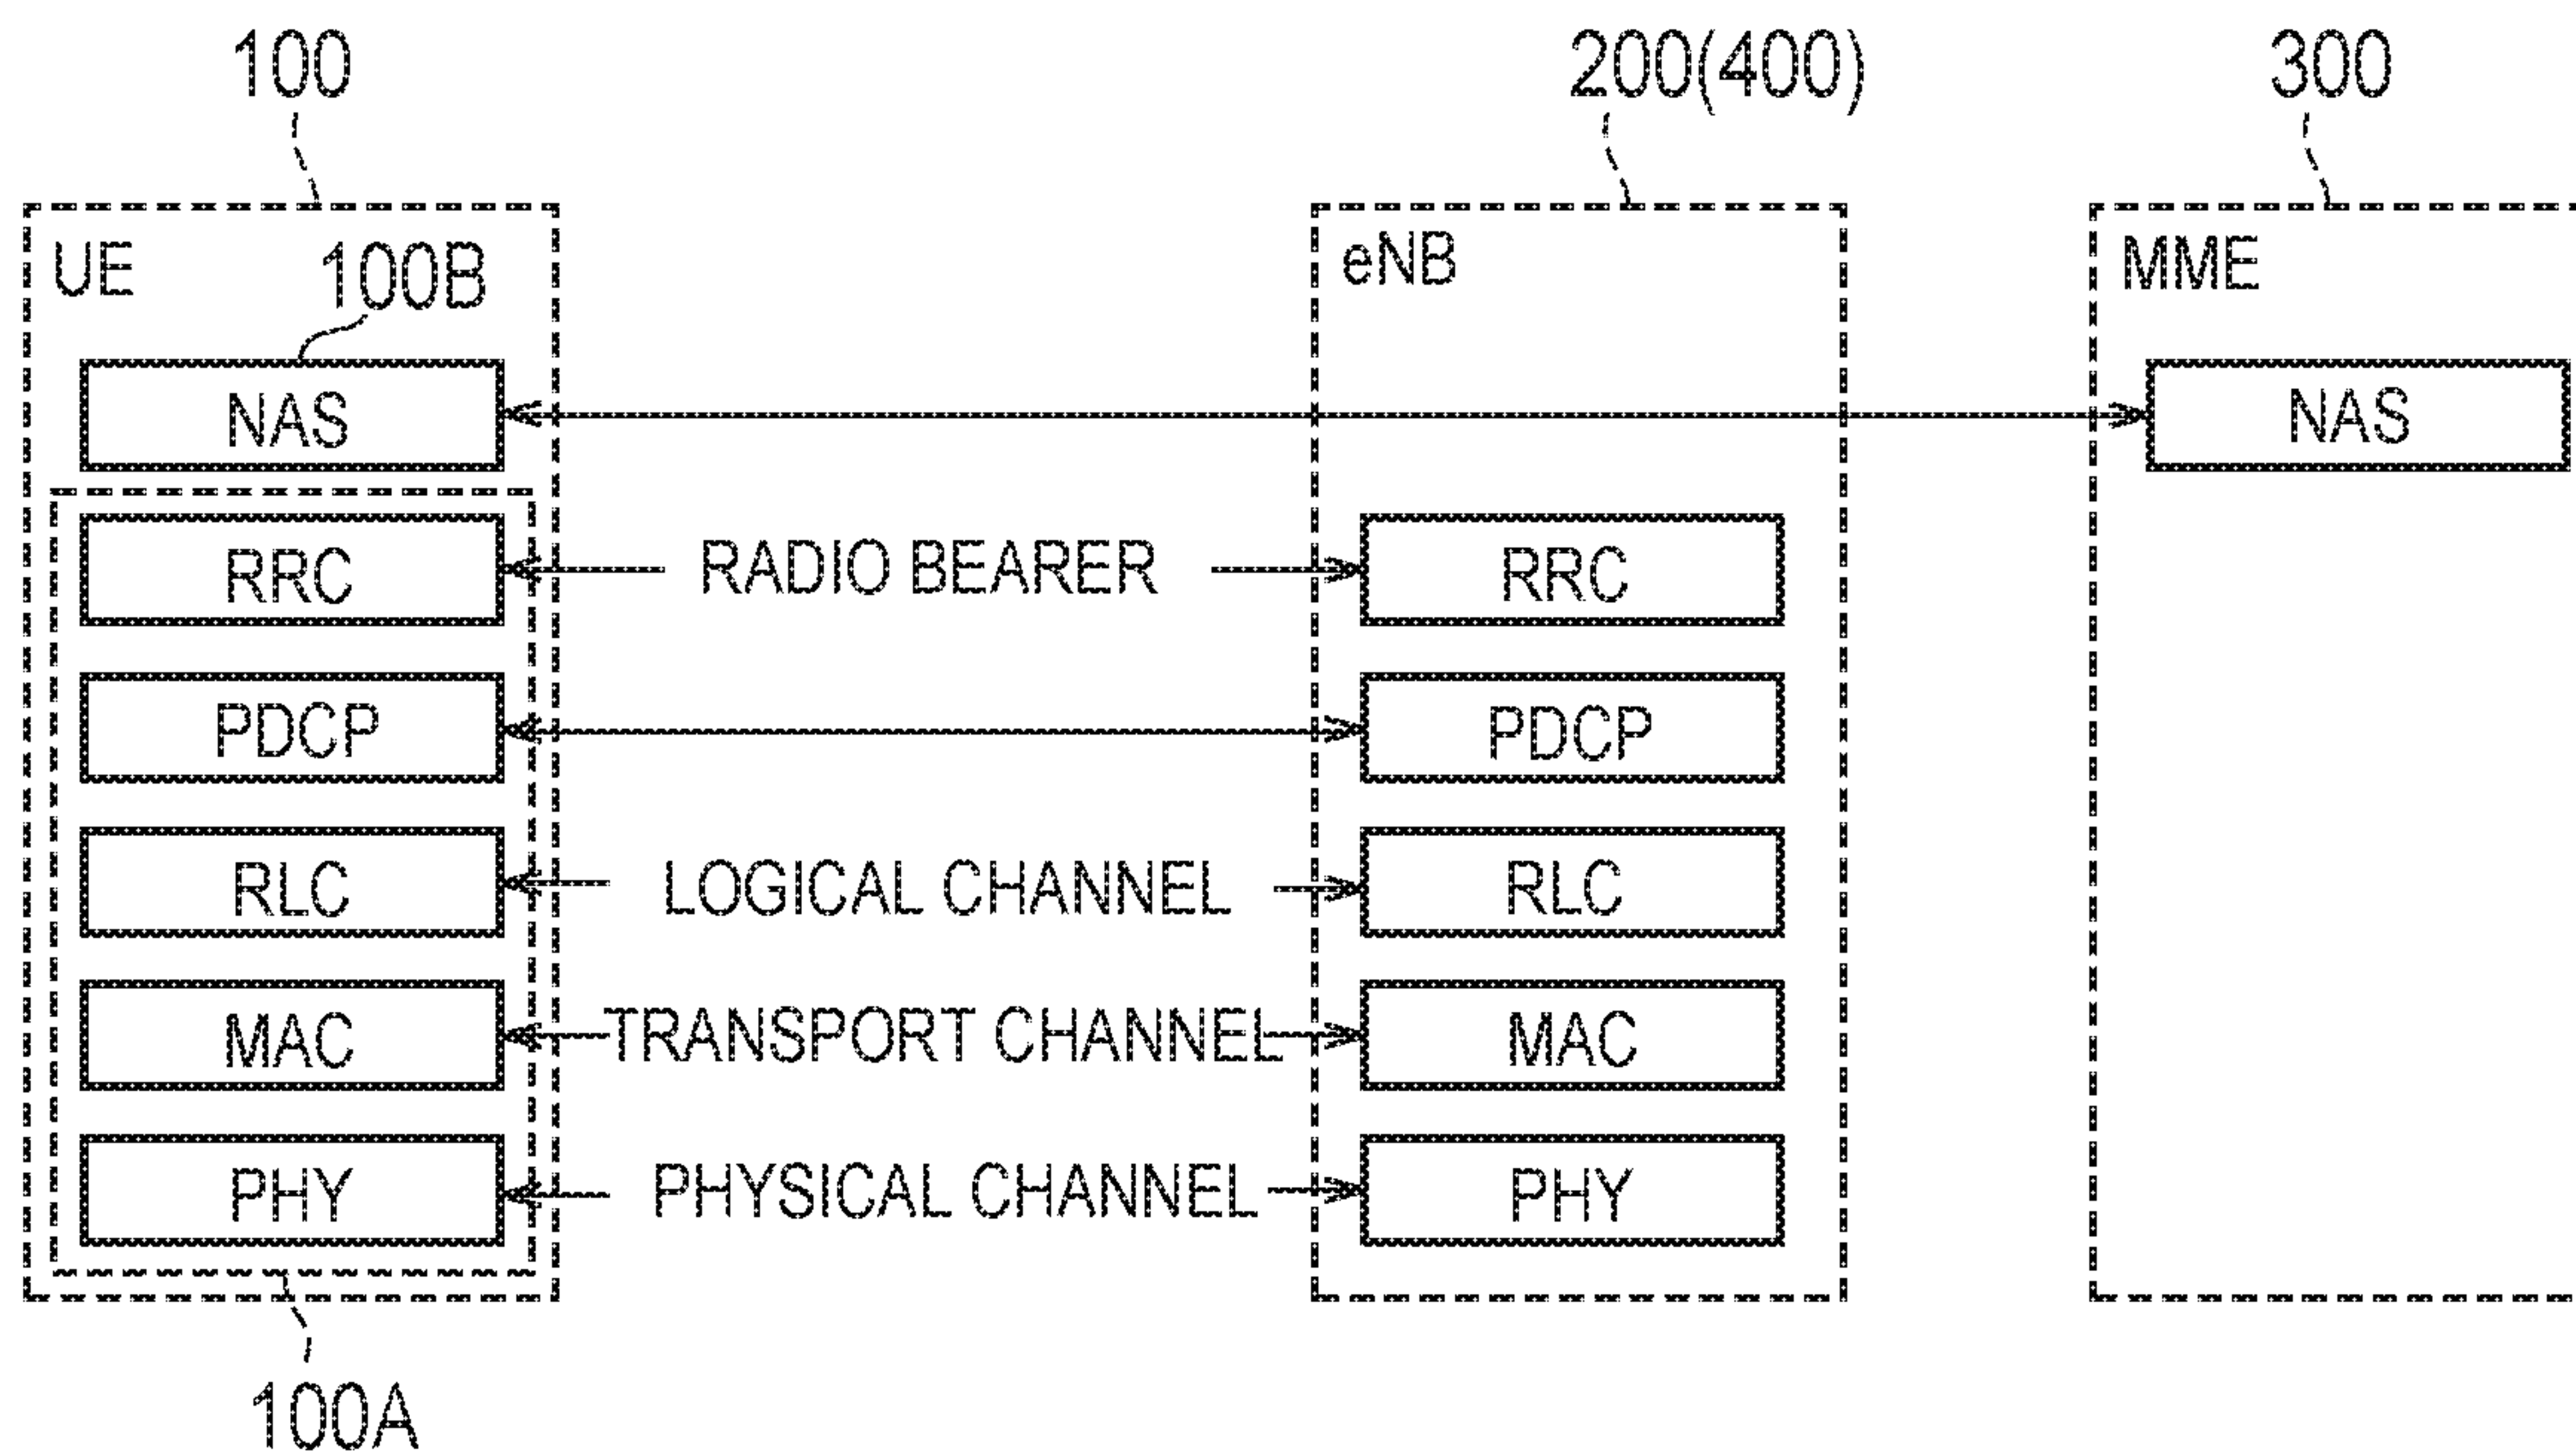 100 200(400) 300
UE eNB MME
100B
NAS NAS
RRC RADIO BEARER RRC
PDCP PDCP
RLC LOGICAL CHANNEL RLC
MAC TRANSPORT CHANNEL MAC
PHY PHYSICAL CHANNEL PHY
100A